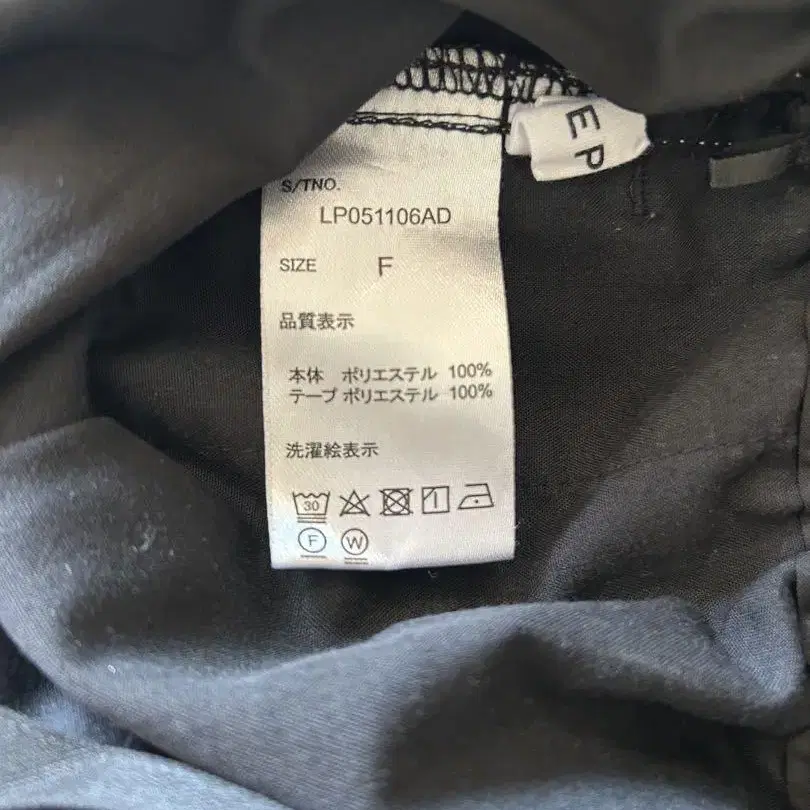 EP
S/TNO.
LP051106AD
SIZE F
品質表示
本体 ポリエステル 100%
テープ ポリエステル 100%
洗濯絵表示
30
F W